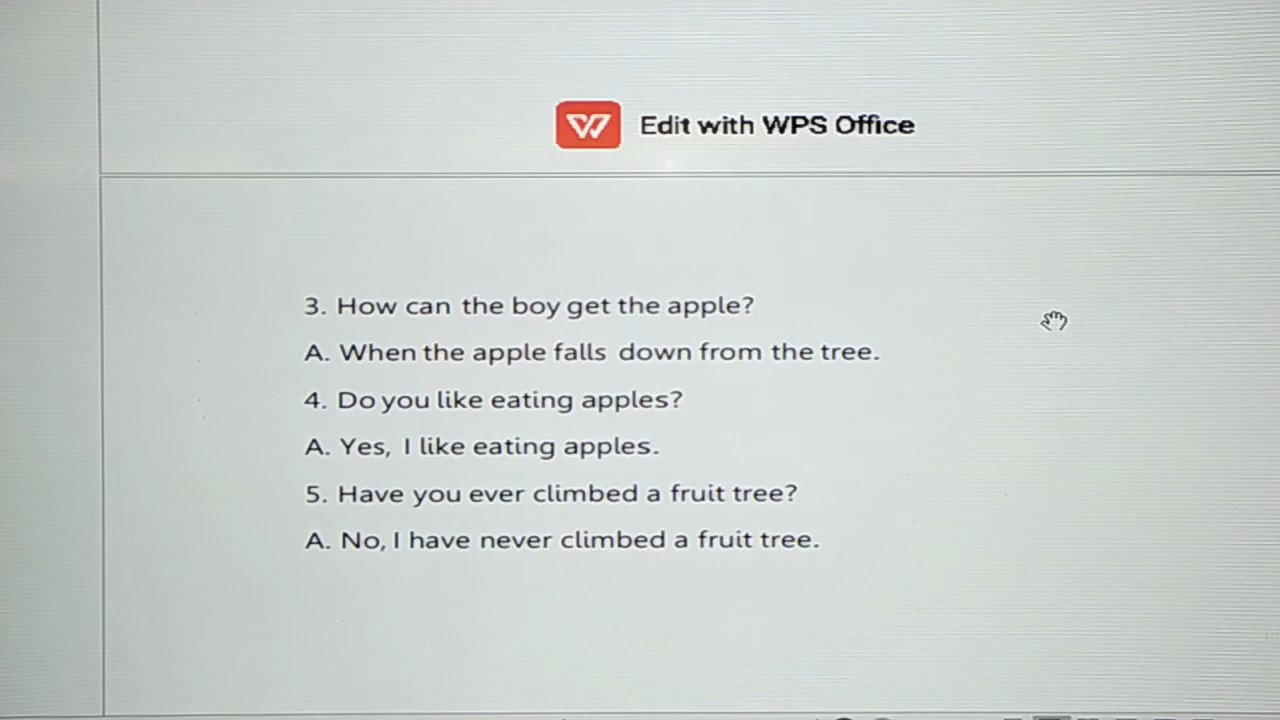 Edit with WPS Office
3. How can the boy get the apple?
A. When the apple falls down from the tree.
4. Do you like eating apples?
A. Yes, I like eating apples.
5. Have you ever climbed a fruit tree?
A. No, I have never climbed a fruit tree.